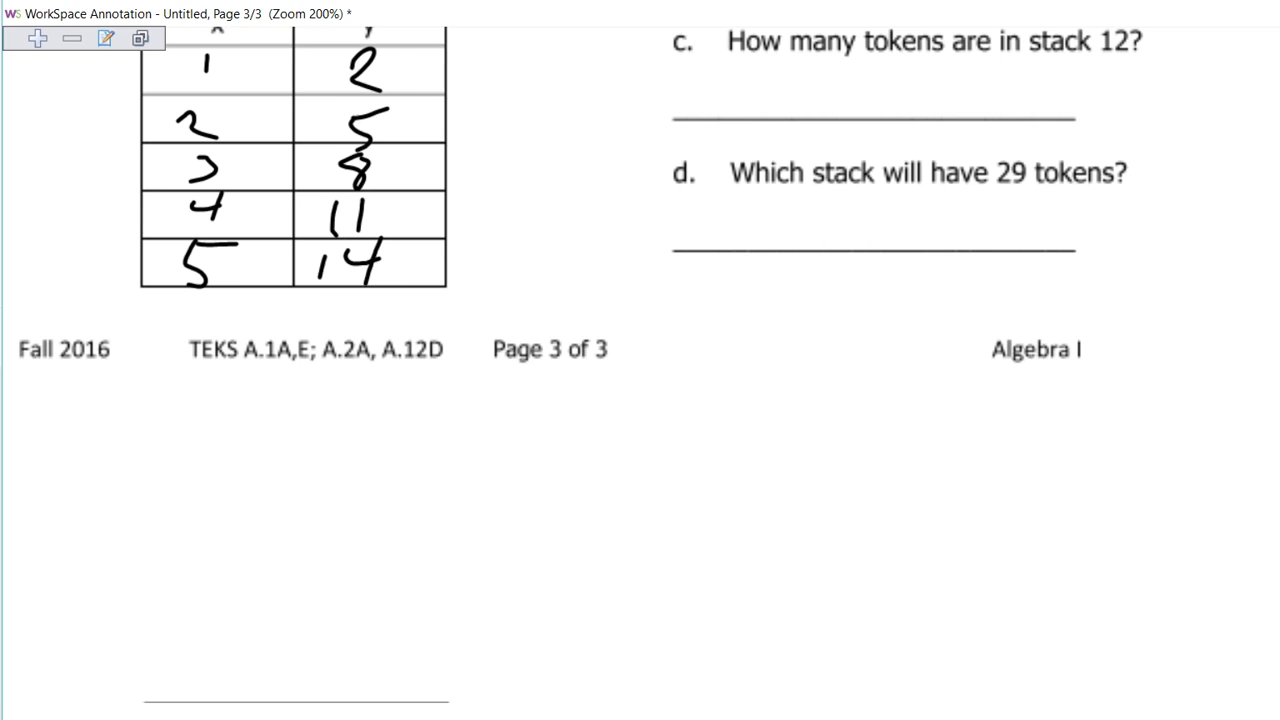 WS WorkSpace Annotation - Untitled, Page 3/3 (Zoom 200%) *
1 2
2 5
3 8
4 11
5 14
c. How many tokens are in stack 12?
d. Which stack will have 29 tokens?
Fall 2016 TEKS A.1A,E; A.2A, A.12D Page 3 of 3 Algebra I